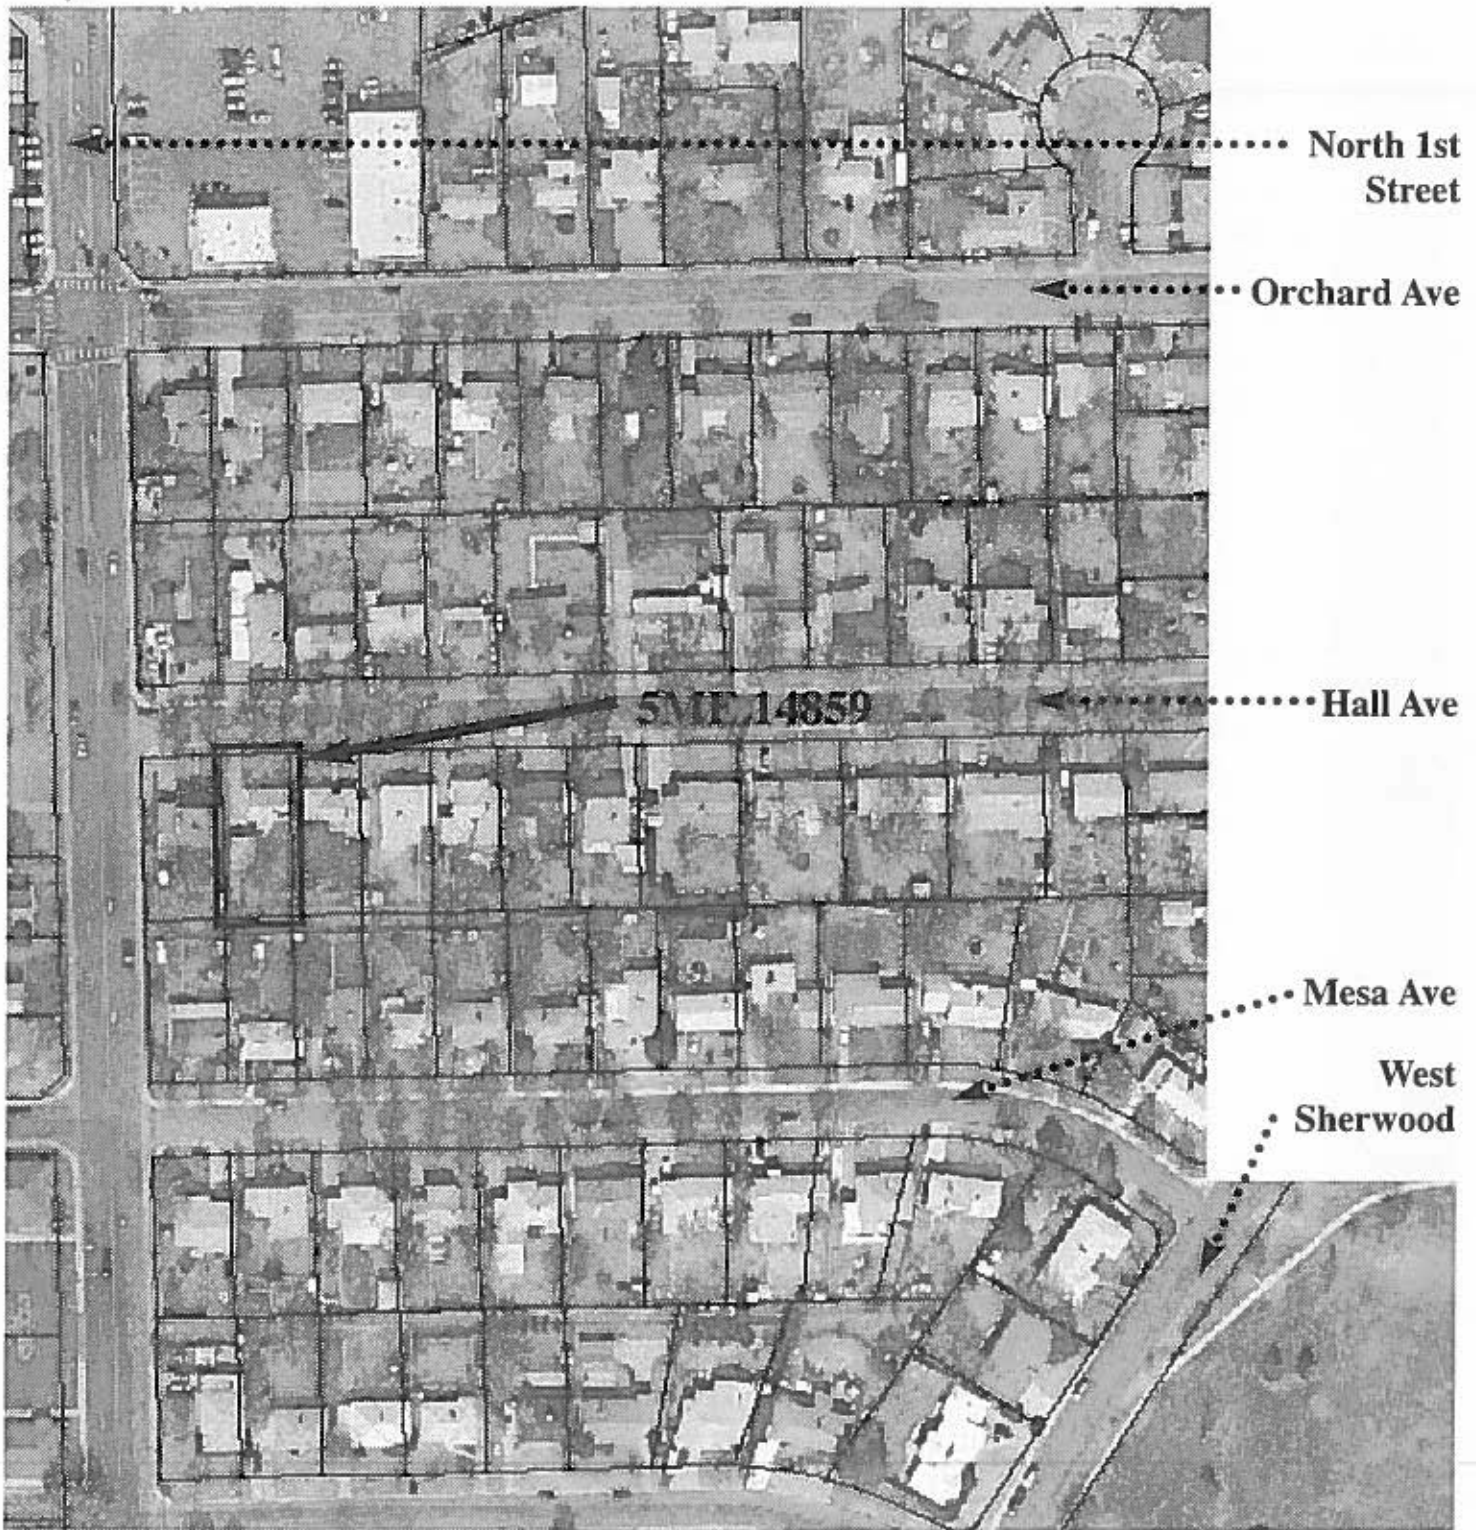 North 1st
Street
Orchard Ave
5ME 14859
Hall Ave
Mesa Ave
West
Sherwood